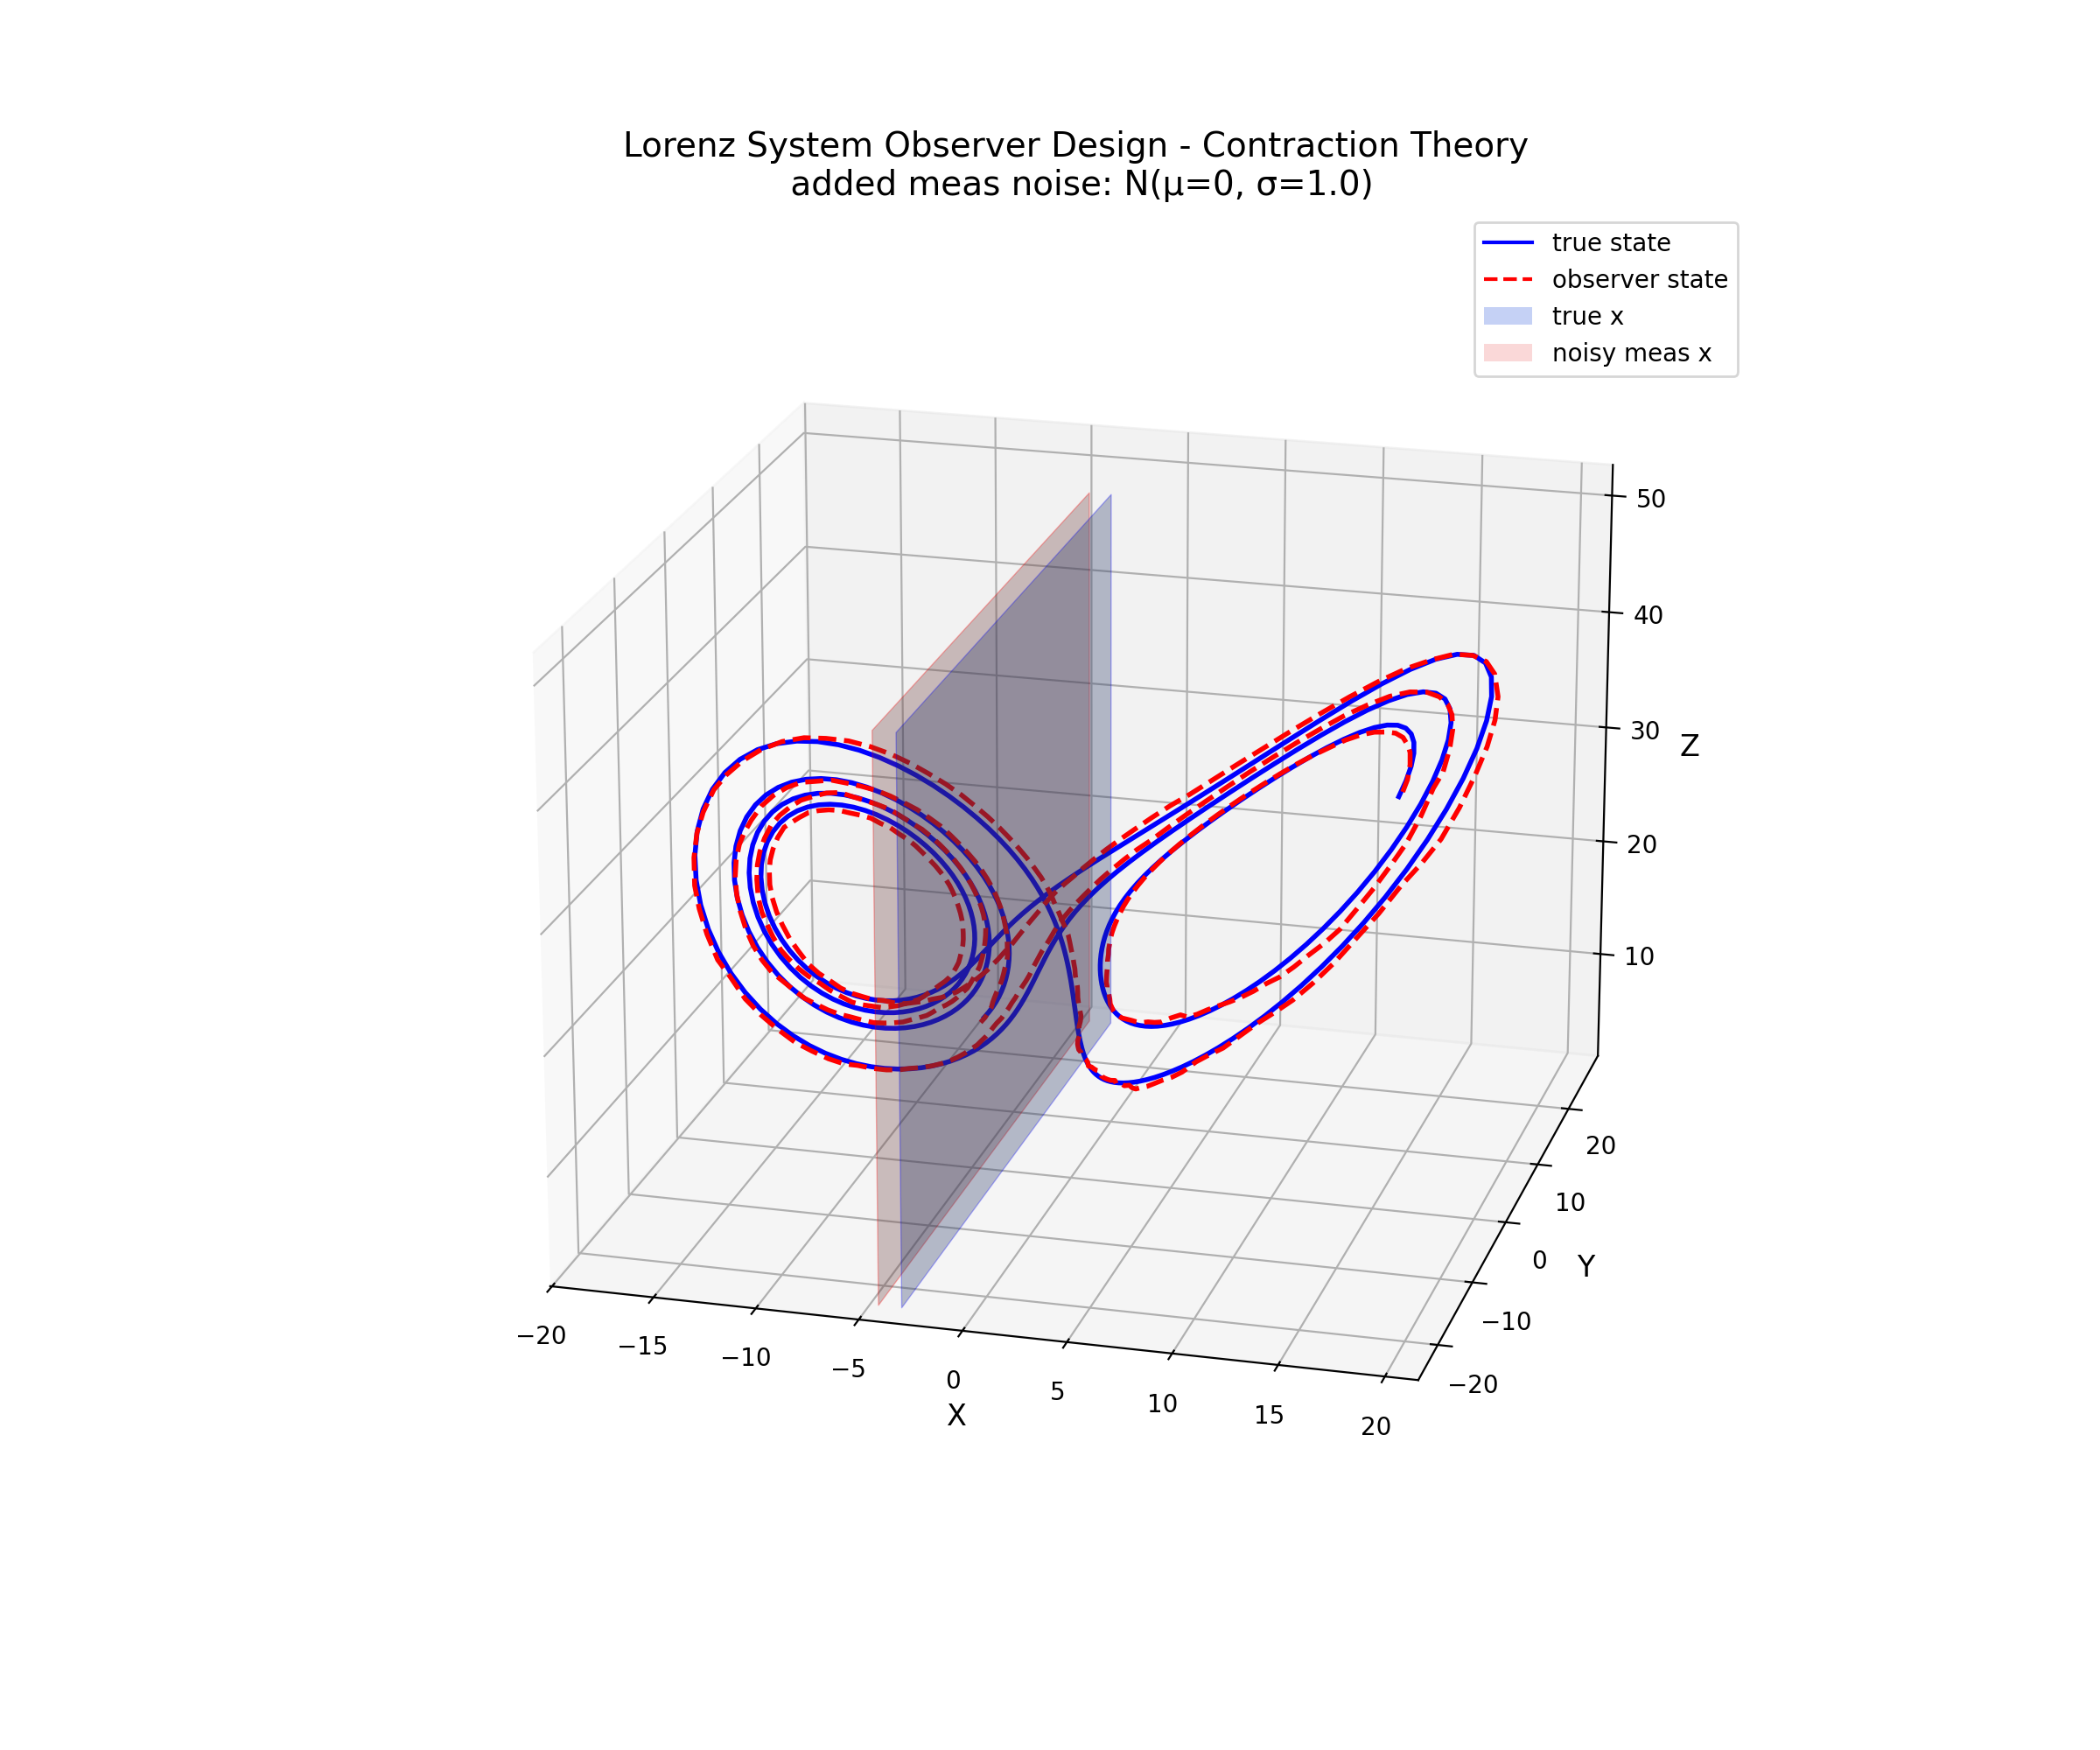 Lorenz System Observer Design - Contraction Theory
added meas noise: N(μ=0, σ=1.0)
true state
observer state
true x
noisy meas x
50
40
30
Z
20
10
20
10
0
Y
−10
−20
−20
−15
−10
−5
0
5
10
15
20
X